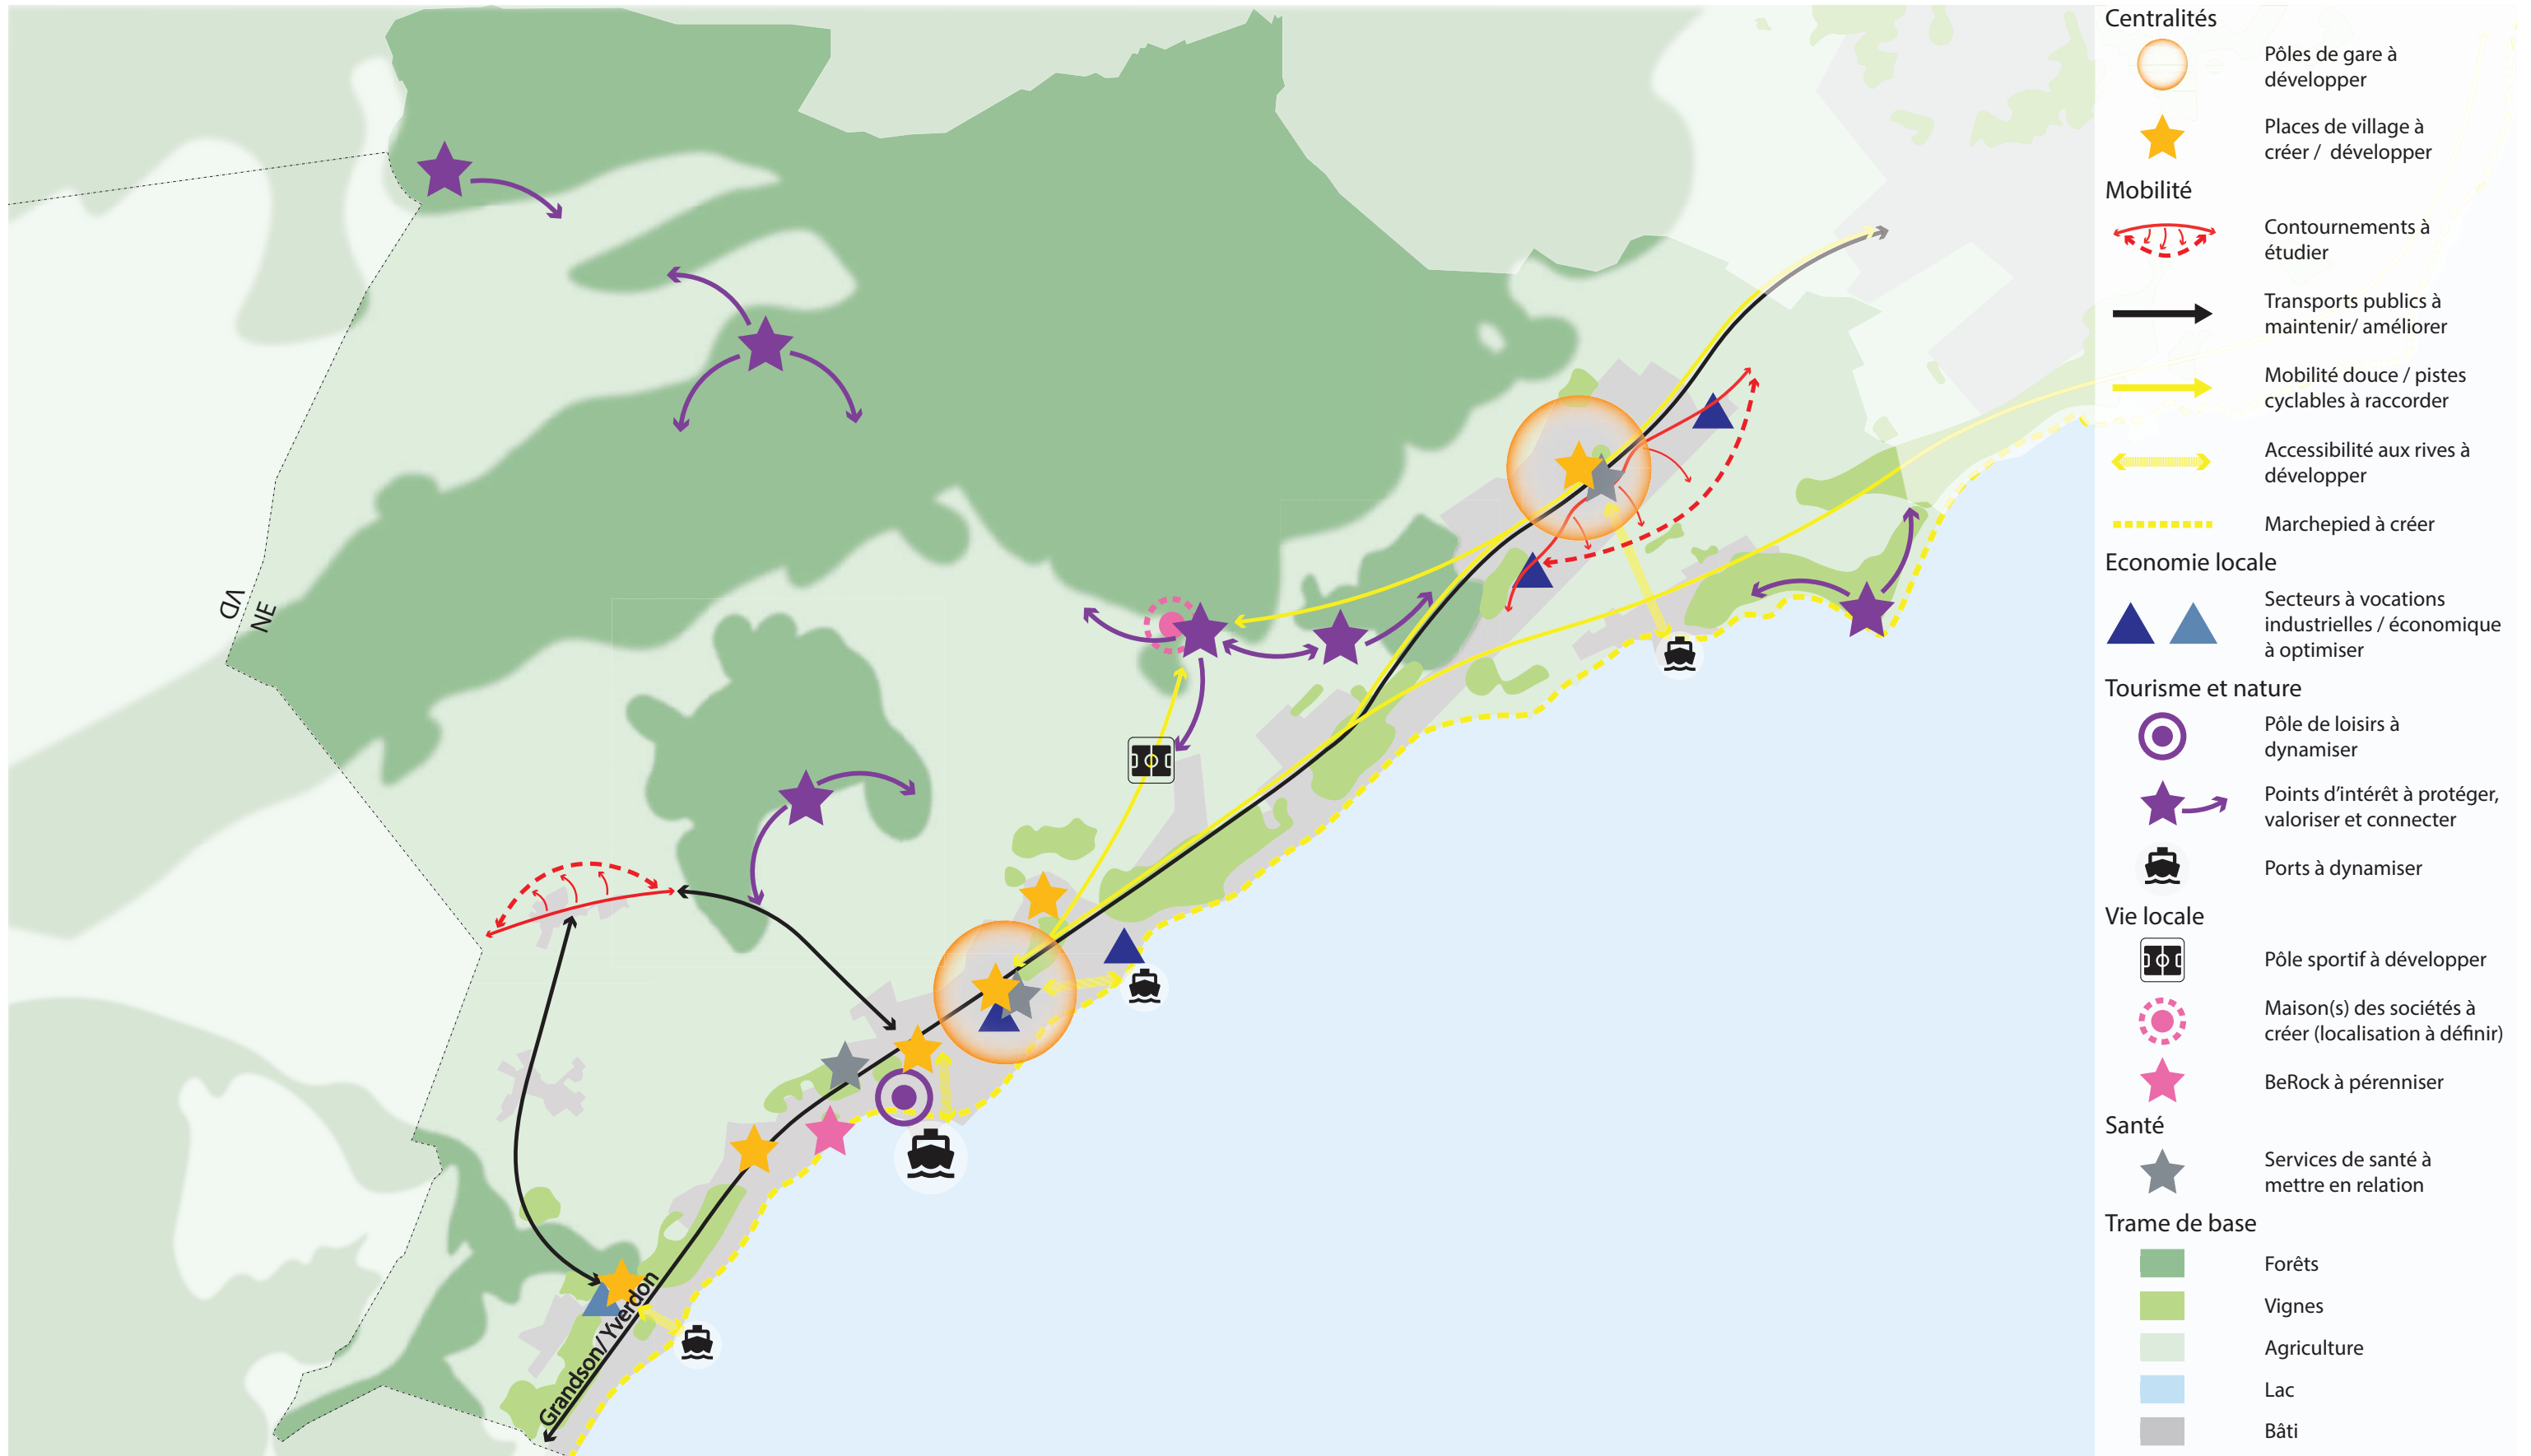 VD
NE
Grandson/Yverdon
Centralités
Pôles de gare à
développer
Places de village à
créer / développer
Mobilité
Contournements à
étudier
Transports publics à
maintenir/ améliorer
Mobilité douce / pistes
cyclables à raccorder
Accessibilité aux rives à
développer
Marchepied à créer
Economie locale
Secteurs à vocations
industrielles / économique
à optimiser
Tourisme et nature
Pôle de loisirs à
dynamiser
Points d'intérêt à protéger,
valoriser et connecter
Ports à dynamiser
Vie locale
Pôle sportif à développer
Maison(s) des sociétés à
créer (localisation à définir)
BeRock à pérenniser
Santé
Services de santé à
mettre en relation
Trame de base
Forêts
Vignes
Agriculture
Lac
Bâti